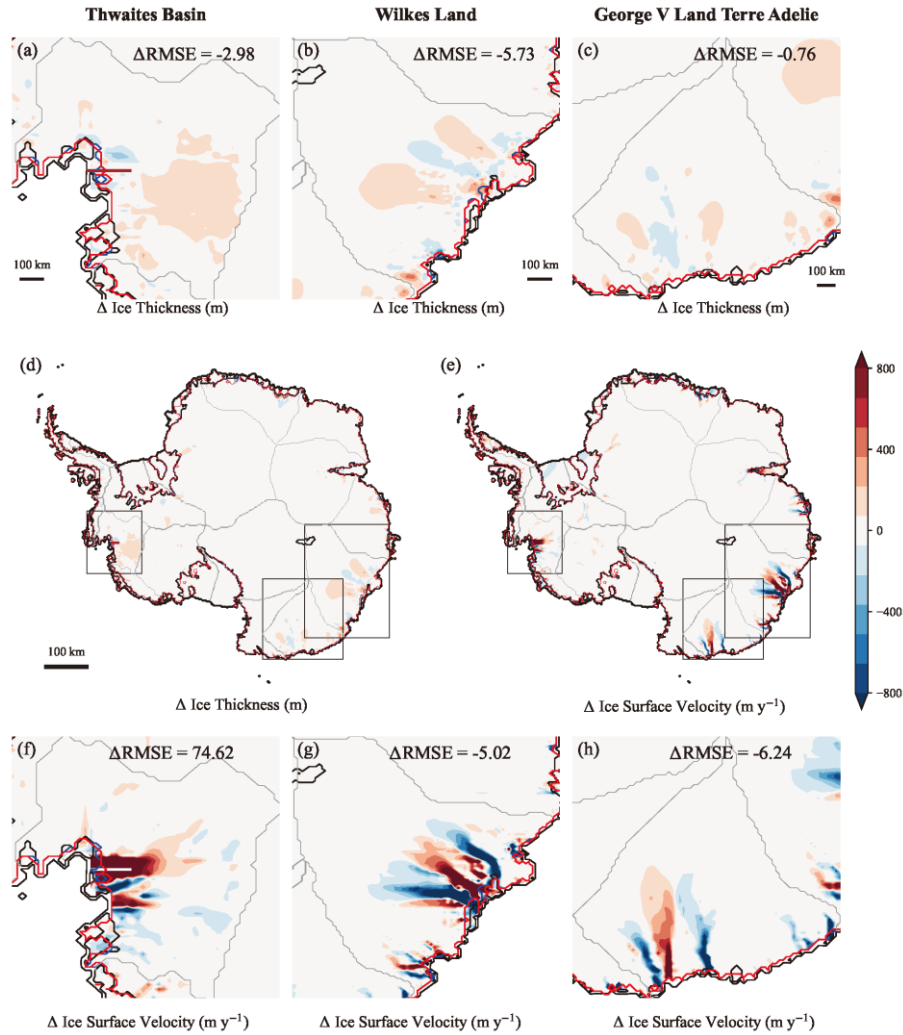 Thwaites Basin Wilkes Land George V Land Terre Adelie
(a) ΔRMSE = -2.98 (b) ΔRMSE = -5.73 (c) ΔRMSE = -0.76
100 km 100 km 100 km
Δ Ice Thickness (m) Δ Ice Thickness (m) Δ Ice Thickness (m)
(d) (e)
800
400
0
−400
−800
100 km
Δ Ice Thickness (m) Δ Ice Surface Velocity (m y⁻¹)
(f) ΔRMSE = 74.62 (g) ΔRMSE = -5.02 (h) ΔRMSE = -6.24
Δ Ice Surface Velocity (m y⁻¹) Δ Ice Surface Velocity (m y⁻¹) Δ Ice Surface Velocity (m y⁻¹)